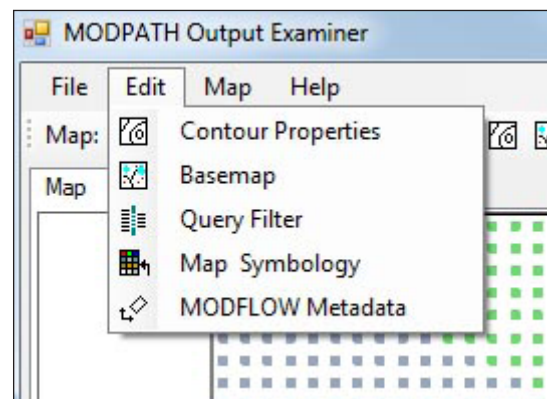 MODPATH Output Examiner
File Edit Map Help
Map:
Contour Properties
Map
Basemap
Query Filter
Map Symbology
MODFLOW Metadata